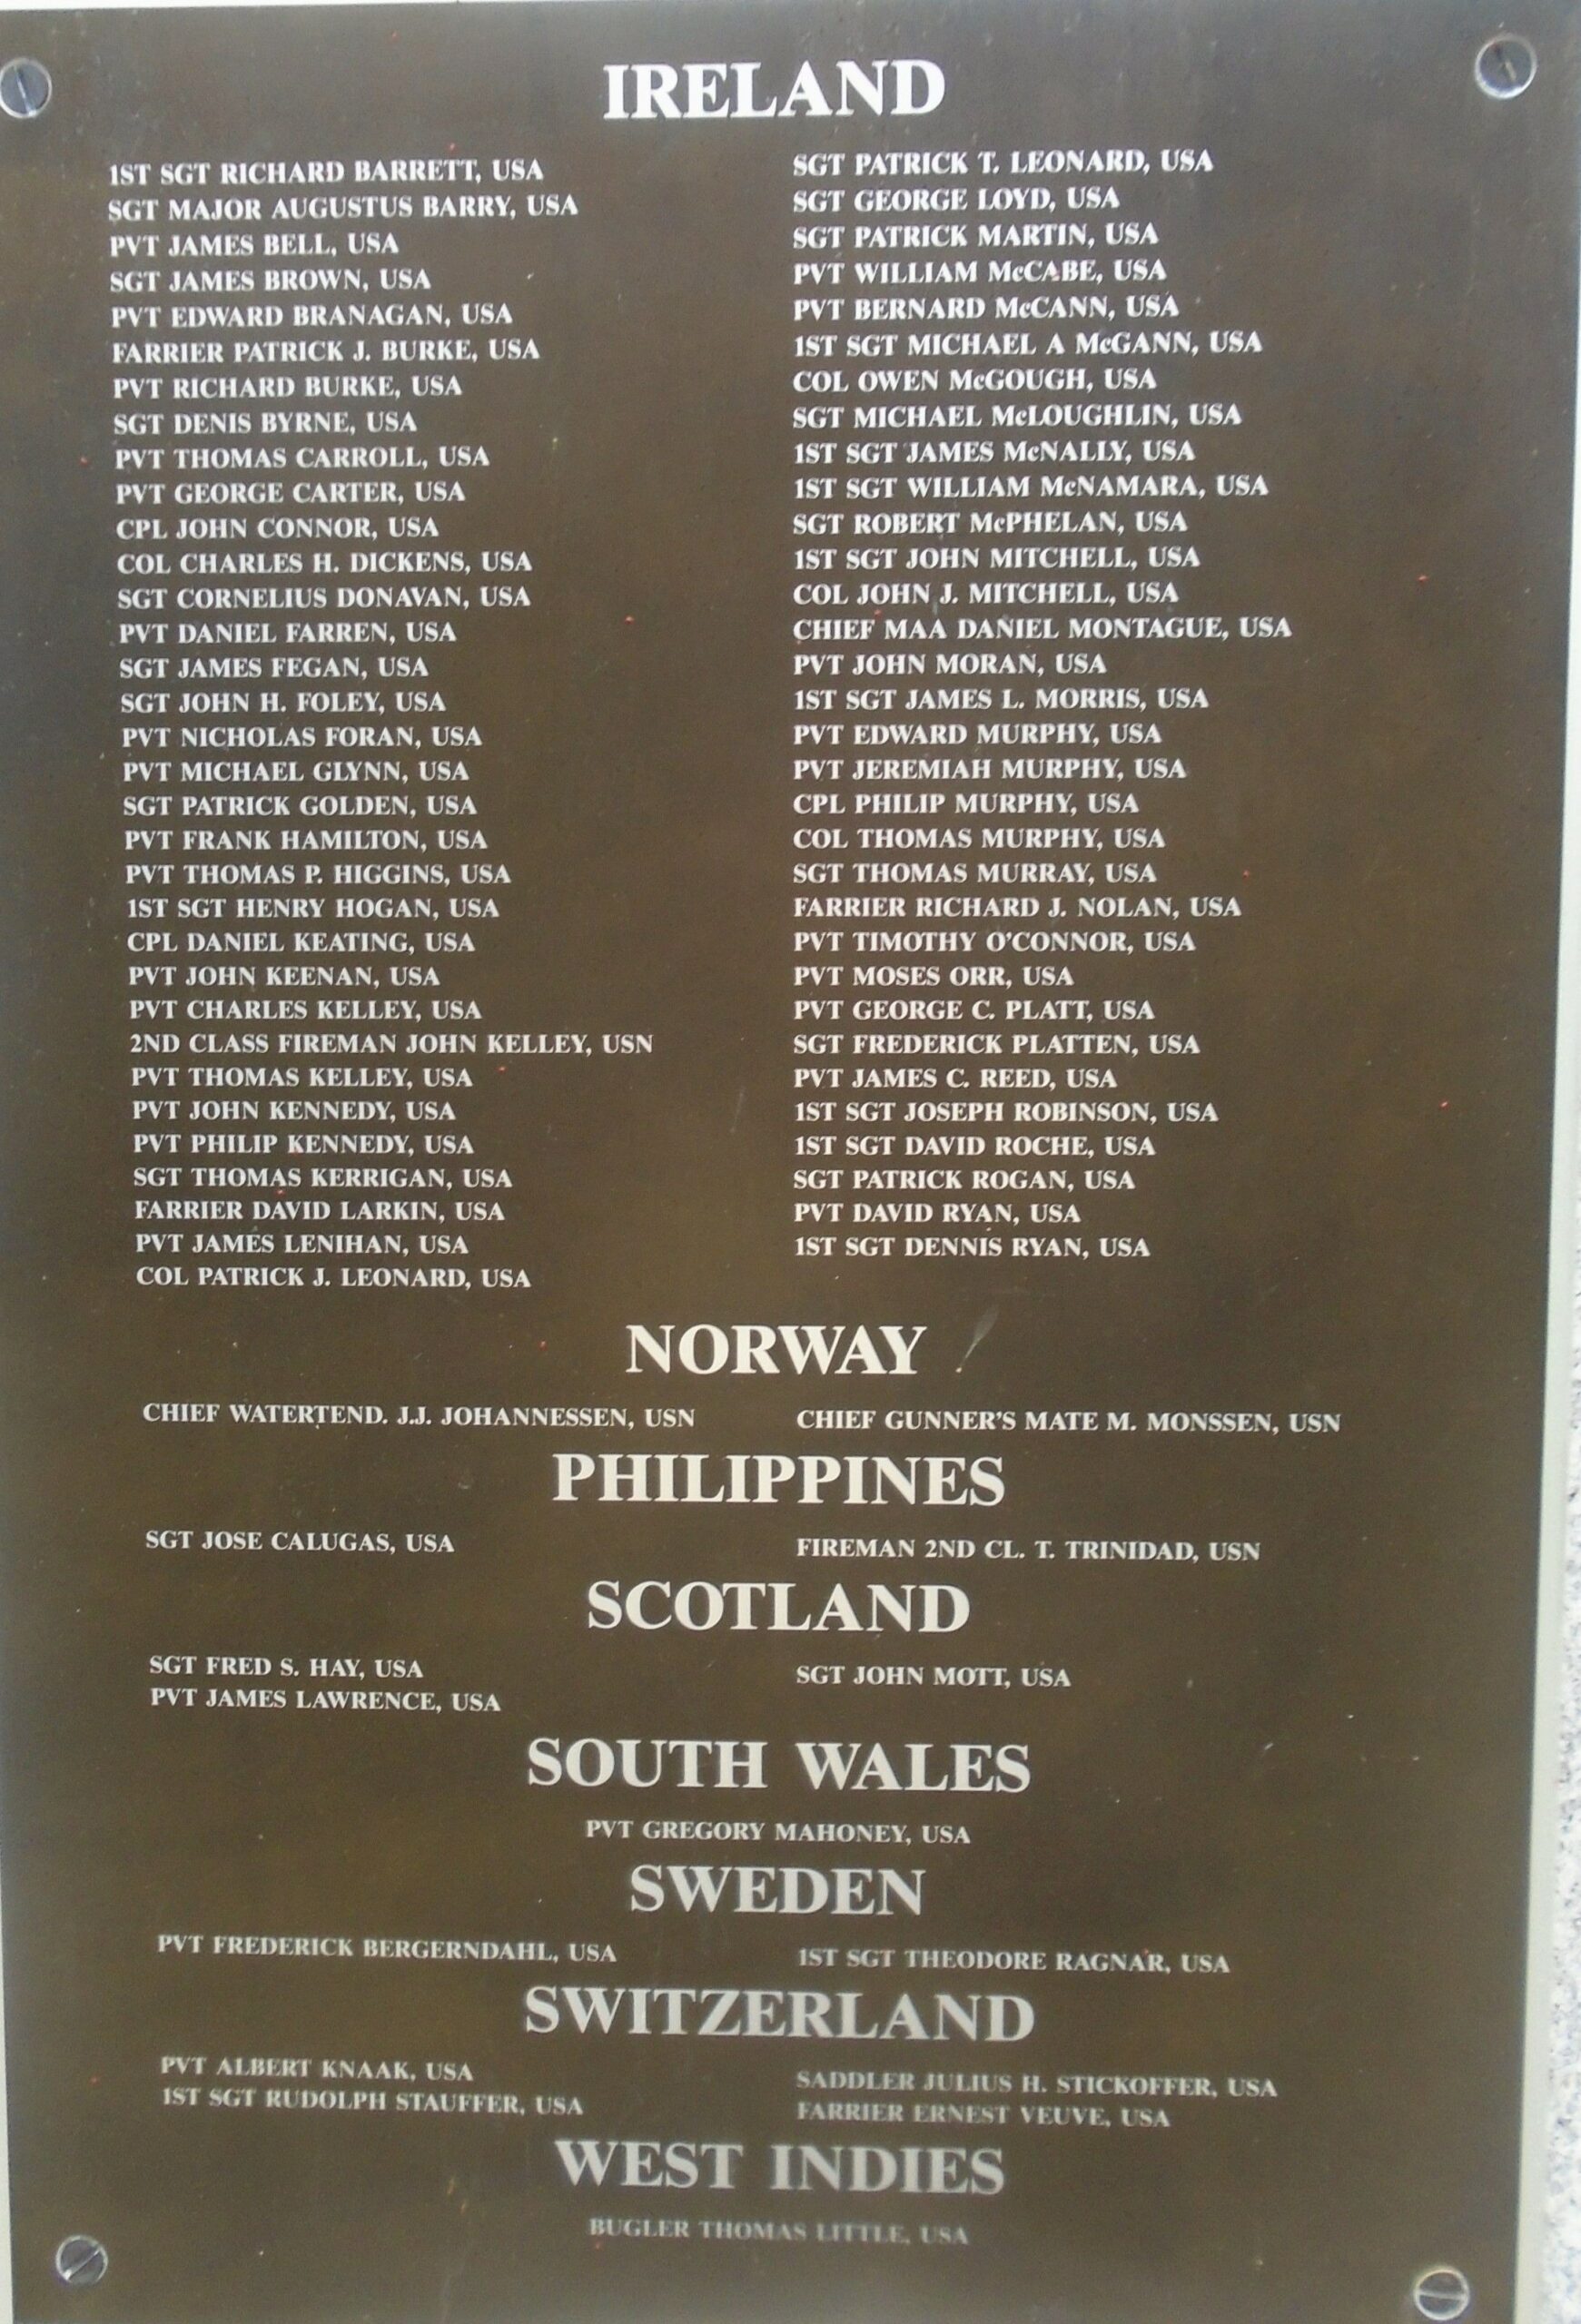 IRELAND
1ST SGT RICHARD BARRETT, USA
SGT MAJOR AUGUSTUS BARRY, USA
PVT JAMES BELL, USA
SGT JAMES BROWN, USA
PVT EDWARD BRANAGAN, USA
FARRIER PATRICK J. BURKE, USA
PVT RICHARD BURKE, USA
SGT DENIS BYRNE, USA
PVT THOMAS CARROLL, USA
PVT GEORGE CARTER, USA
CPL JOHN CONNOR, USA
COL CHARLES H. DICKENS, USA
SGT CORNELIUS DONAVAN, USA
PVT DANIEL FARREN, USA
SGT JAMES FEGAN, USA
SGT JOHN H. FOLEY, USA
PVT NICHOLAS FORAN, USA
PVT MICHAEL GLYNN, USA
SGT PATRICK GOLDEN, USA
PVT FRANK HAMILTON, USA
PVT THOMAS P. HIGGINS, USA
1ST SGT HENRY HOGAN, USA
CPL DANIEL KEATING, USA
PVT JOHN KEENAN, USA
PVT CHARLES KELLEY, USA
2ND CLASS FIREMAN JOHN KELLEY, USN
PVT THOMAS KELLEY, USA
PVT JOHN KENNEDY, USA
PVT PHILIP KENNEDY, USA
SGT THOMAS KERRIGAN, USA
FARRIER DAVID LARKIN, USA
PVT JAMES LENIHAN, USA
COL PATRICK J. LEONARD, USA
SGT PATRICK T. LEONARD, USA
SGT GEORGE LOYD, USA
SGT PATRICK MARTIN, USA
PVT WILLIAM McCABE, USA
PVT BERNARD McCANN, USA
1ST SGT MICHAEL A McGANN, USA
COL OWEN McGOUGH, USA
SGT MICHAEL McLOUGHLIN, USA
1ST SGT JAMES McNALLY, USA
1ST SGT WILLIAM McNAMARA, USA
SGT ROBERT McPHELAN, USA
1ST SGT JOHN MITCHELL, USA
COL JOHN J. MITCHELL, USA
CHIEF MAA DANIEL MONTAGUE, USA
PVT JOHN MORAN, USA
1ST SGT JAMES L. MORRIS, USA
PVT EDWARD MURPHY, USA
PVT JEREMIAH MURPHY, USA
CPL PHILIP MURPHY, USA
COL THOMAS MURPHY, USA
SGT THOMAS MURRAY, USA
FARRIER RICHARD J. NOLAN, USA
PVT TIMOTHY O'CONNOR, USA
PVT MOSES ORR, USA
PVT GEORGE C. PLATT, USA
SGT FREDERICK PLATTEN, USA
PVT JAMES C. REED, USA
1ST SGT JOSEPH ROBINSON, USA
1ST SGT DAVID ROCHE, USA
SGT PATRICK ROGAN, USA
PVT DAVID RYAN, USA
1ST SGT DENNIS RYAN, USA
NORWAY
CHIEF WATERTEND. J.J. JOHANNESSEN, USN
CHIEF GUNNER'S MATE M. MONSSEN, USN
PHILIPPINES
SGT JOSE CALUGAS, USA
FIREMAN 2ND CL. T. TRINIDAD, USN
SCOTLAND
SGT FRED S. HAY, USA
PVT JAMES LAWRENCE, USA
SGT JOHN MOTT, USA
SOUTH WALES
PVT GREGORY MAHONEY, USA
SWEDEN
PVT FREDERICK BERGERNDAHL, USA
1ST SGT THEODORE RAGNAR, USA
SWITZERLAND
PVT ALBERT KNAAK, USA
1ST SGT RUDOLPH STAUFFER, USA
SADDLER JULIUS H. STICKOFFER, USA
FARRIER ERNEST VEUVE, USA
WEST INDIES
BUGLER THOMAS LITTLE, USA